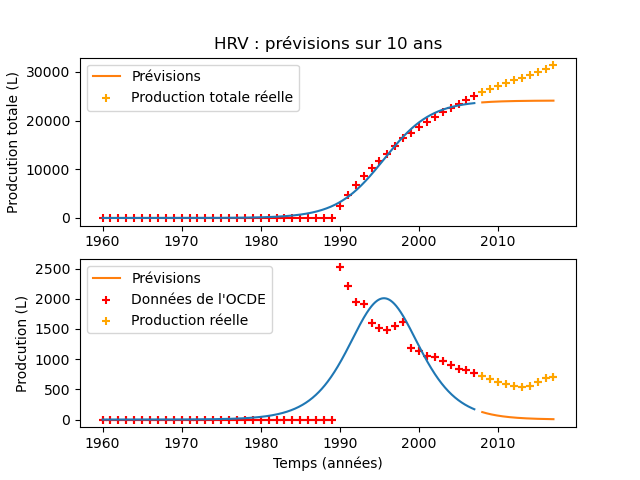 HRV : prévisions sur 10 ans
Prodcution totale (L)
30000
20000
10000
0
Prévisions
Production totale réelle
1960 1970 1980 1990 2000 2010
Prodcution (L)
2500
2000
1500
1000
500
0
Prévisions
Données de l'OCDE
Production réelle
1960 1970 1980 1990 2000 2010
Temps (années)